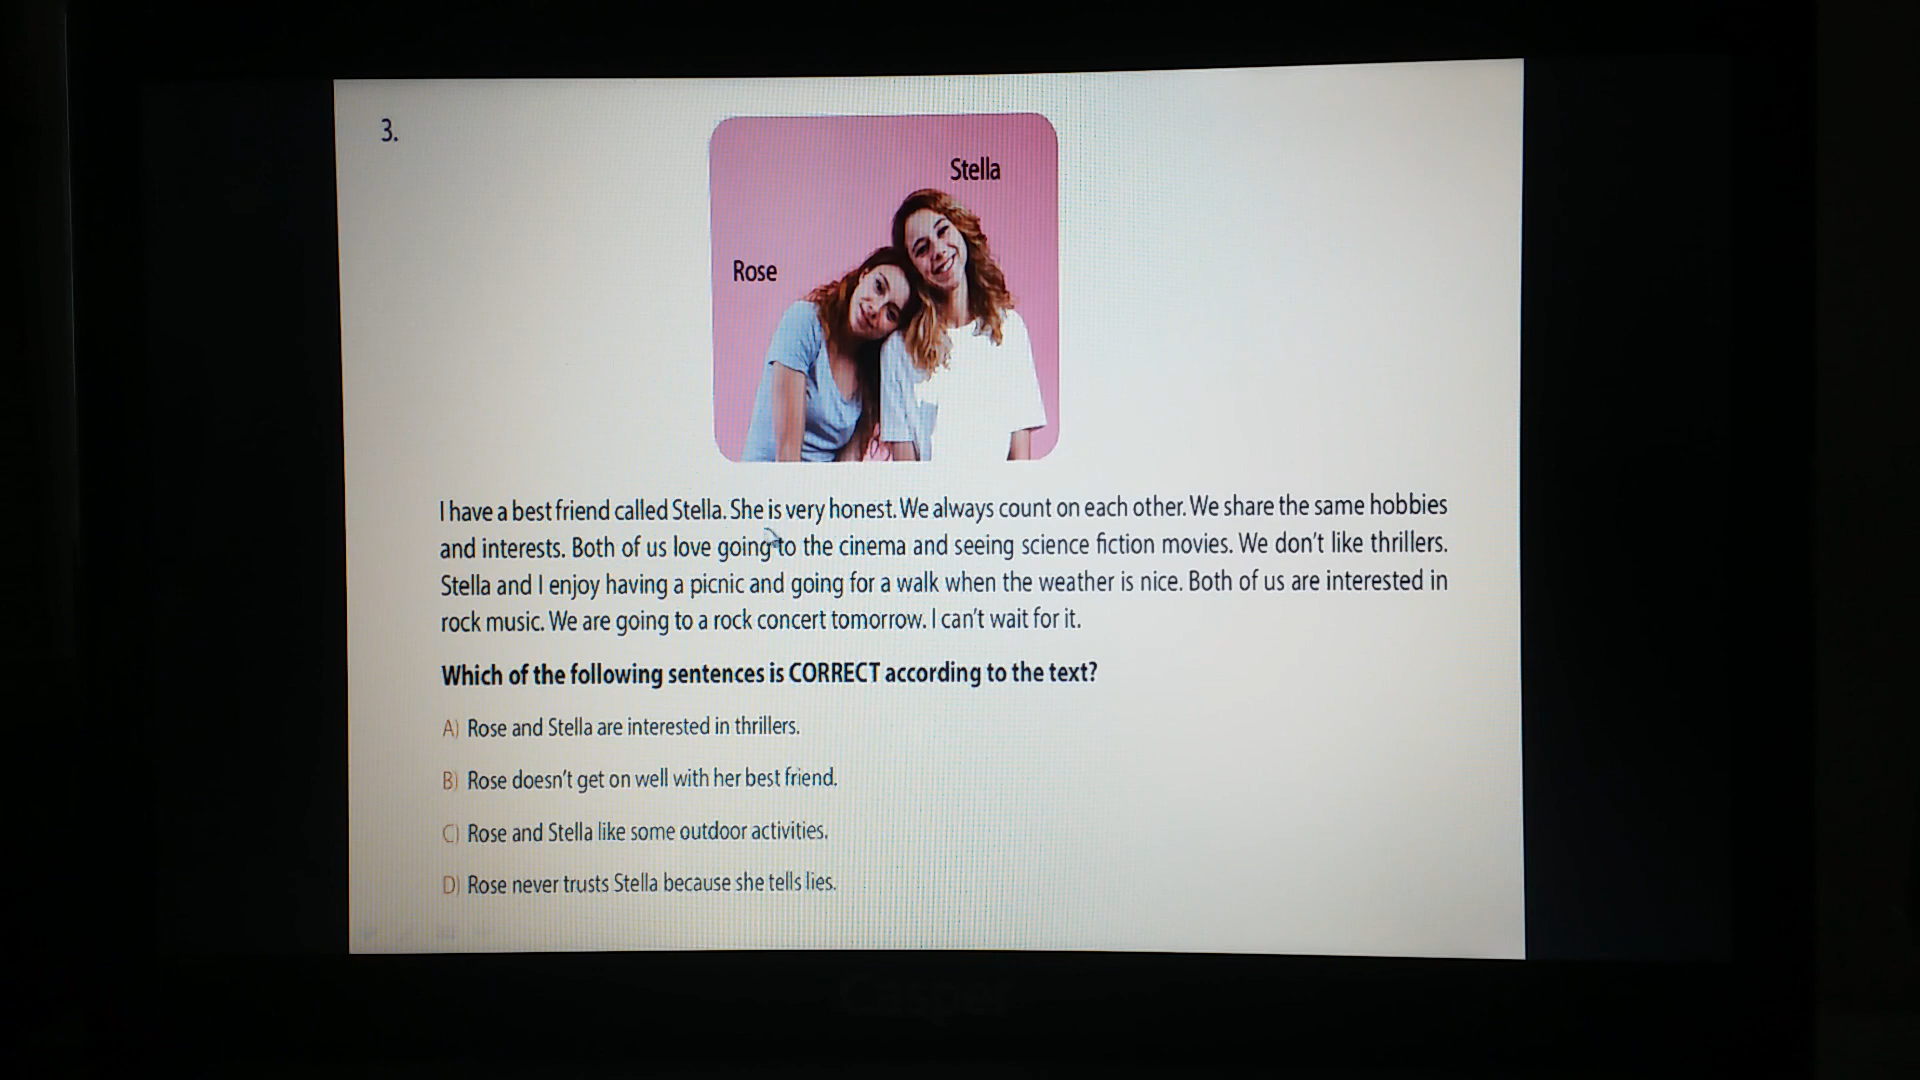 3.
Stella
Rose
I have a best friend called Stella. She is very honest. We always count on each other. We share the same hobbies
and interests. Both of us love going to the cinema and seeing science fiction movies. We don't like thrillers.
Stella and I enjoy having a picnic and going for a walk when the weather is nice. Both of us are interested in
rock music. We are going to a rock concert tomorrow. I can't wait for it.
Which of the following sentences is CORRECT according to the text?
A) Rose and Stella are interested in thrillers.
B) Rose doesn't get on well with her best friend.
C) Rose and Stella like some outdoor activities.
D) Rose never trusts Stella because she tells lies.
Casper